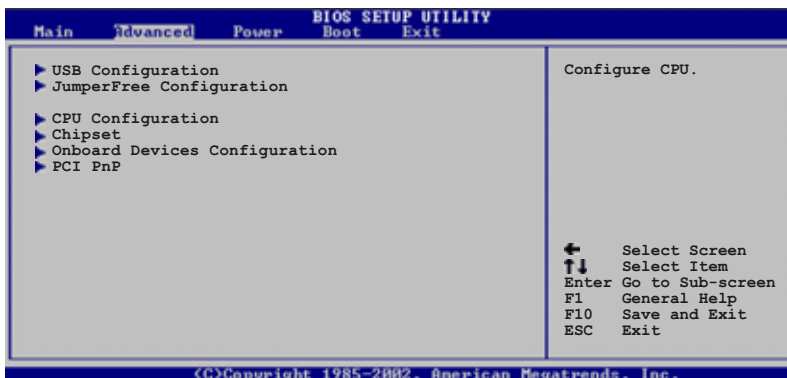 BIOS SETUP UTILITY
Main Advanced Power Boot Exit
USB Configuration
JumperFree Configuration
CPU Configuration
Chipset
Onboard Devices Configuration
PCI PnP
Configure CPU.
Select Screen
Select Item
Enter Go to Sub-screen
F1 General Help
F10 Save and Exit
ESC Exit
(C)Copyright 1985-2002, American Megatrends, Inc.